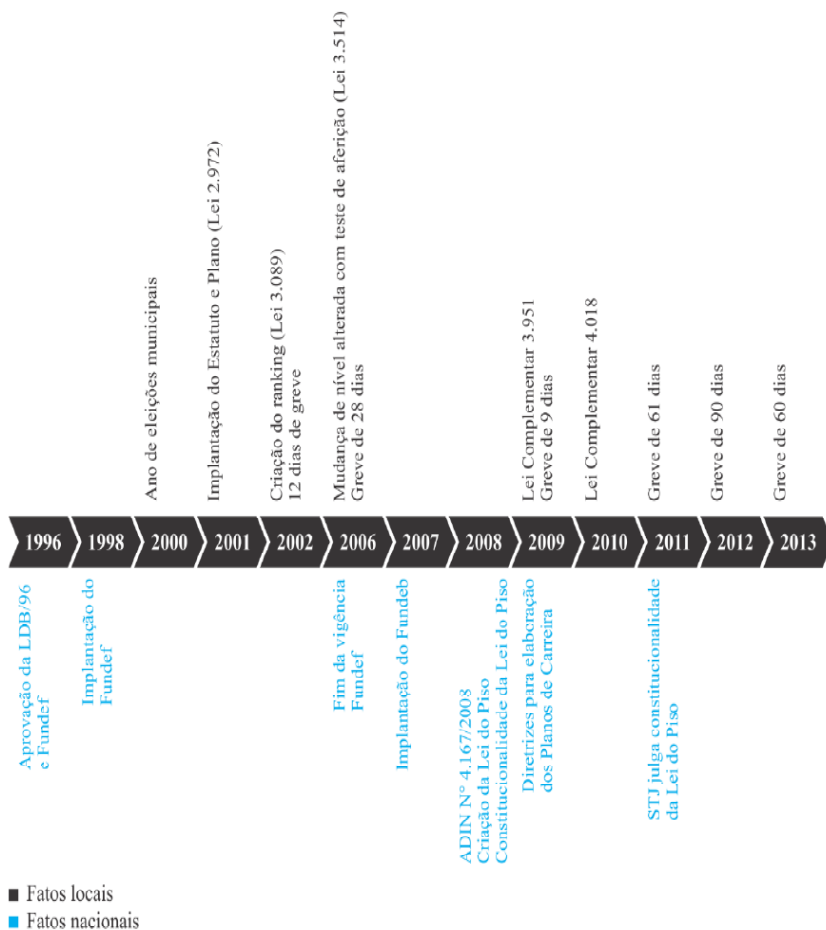 Ano de eleições municipais
Implantação do Estatuto e Plano (Lei 2.972)
Criação do ranking (Lei 3.089)
12 dias de greve
Mudança de nível alterada com teste de aferição (Lei 3.514)
Greve de 28 dias
Lei Complementar 3.951
Greve de 9 dias
Lei Complementar 4.018
Greve de 61 dias
Greve de 90 dias
Greve de 60 dias
1996
1998
2000
2001
2002
2006
2007
2008
2009
2010
2011
2012
2013
Aprovação da LDB/96
e Fundef
Implantação do
Fundef
Fim da vigência
Fundef
Implantação do Fundeb
ADIN N° 4.167/2008
Criação da Lei do Piso
Constitucionalidade da Lei do Piso
Diretrizes para elaboração
dos Planos de Carreira
STJ julga constitucionalidade
da Lei do Piso
Fatos locais
Fatos nacionais